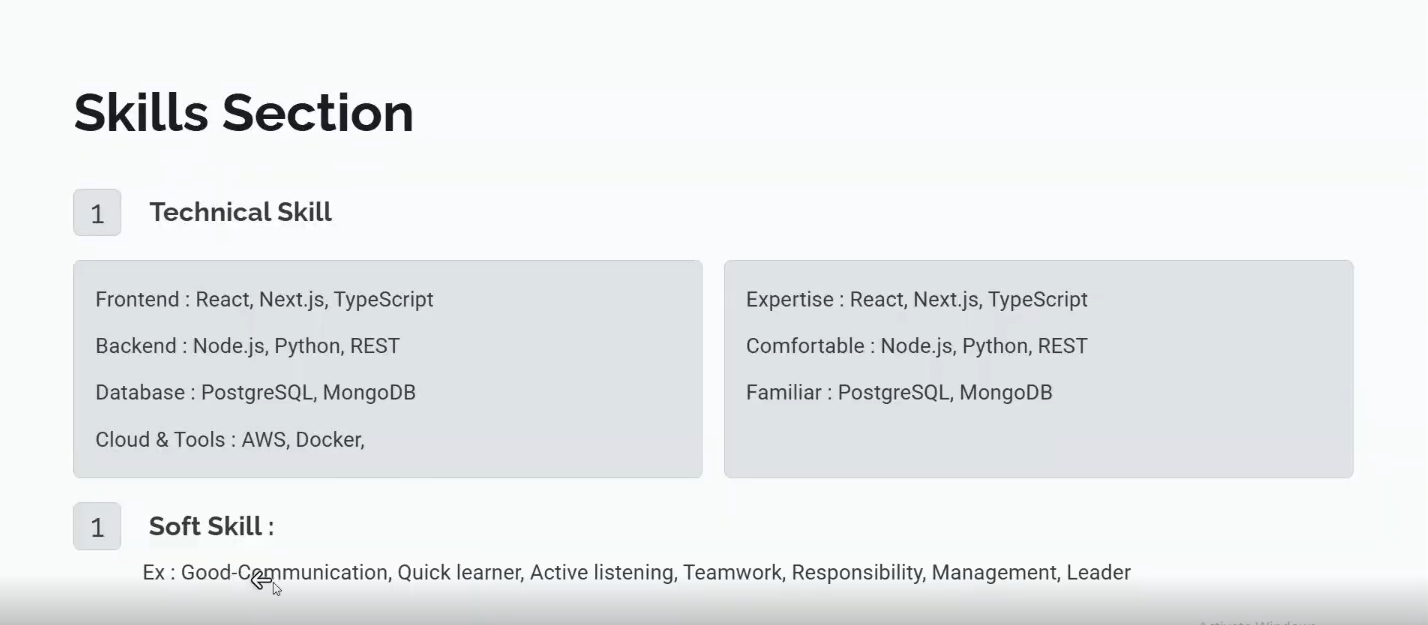 Skills Section
1 Technical Skill
Frontend : React, Next.js, TypeScript
Backend : Node.js, Python, REST
Database : PostgreSQL, MongoDB
Cloud & Tools : AWS, Docker,
Expertise : React, Next.js, TypeScript
Comfortable : Node.js, Python, REST
Familiar : PostgreSQL, MongoDB
1 Soft Skill :
Ex : Good-Communication, Quick learner, Active listening, Teamwork, Responsibility, Management, Leader
Activate Windows